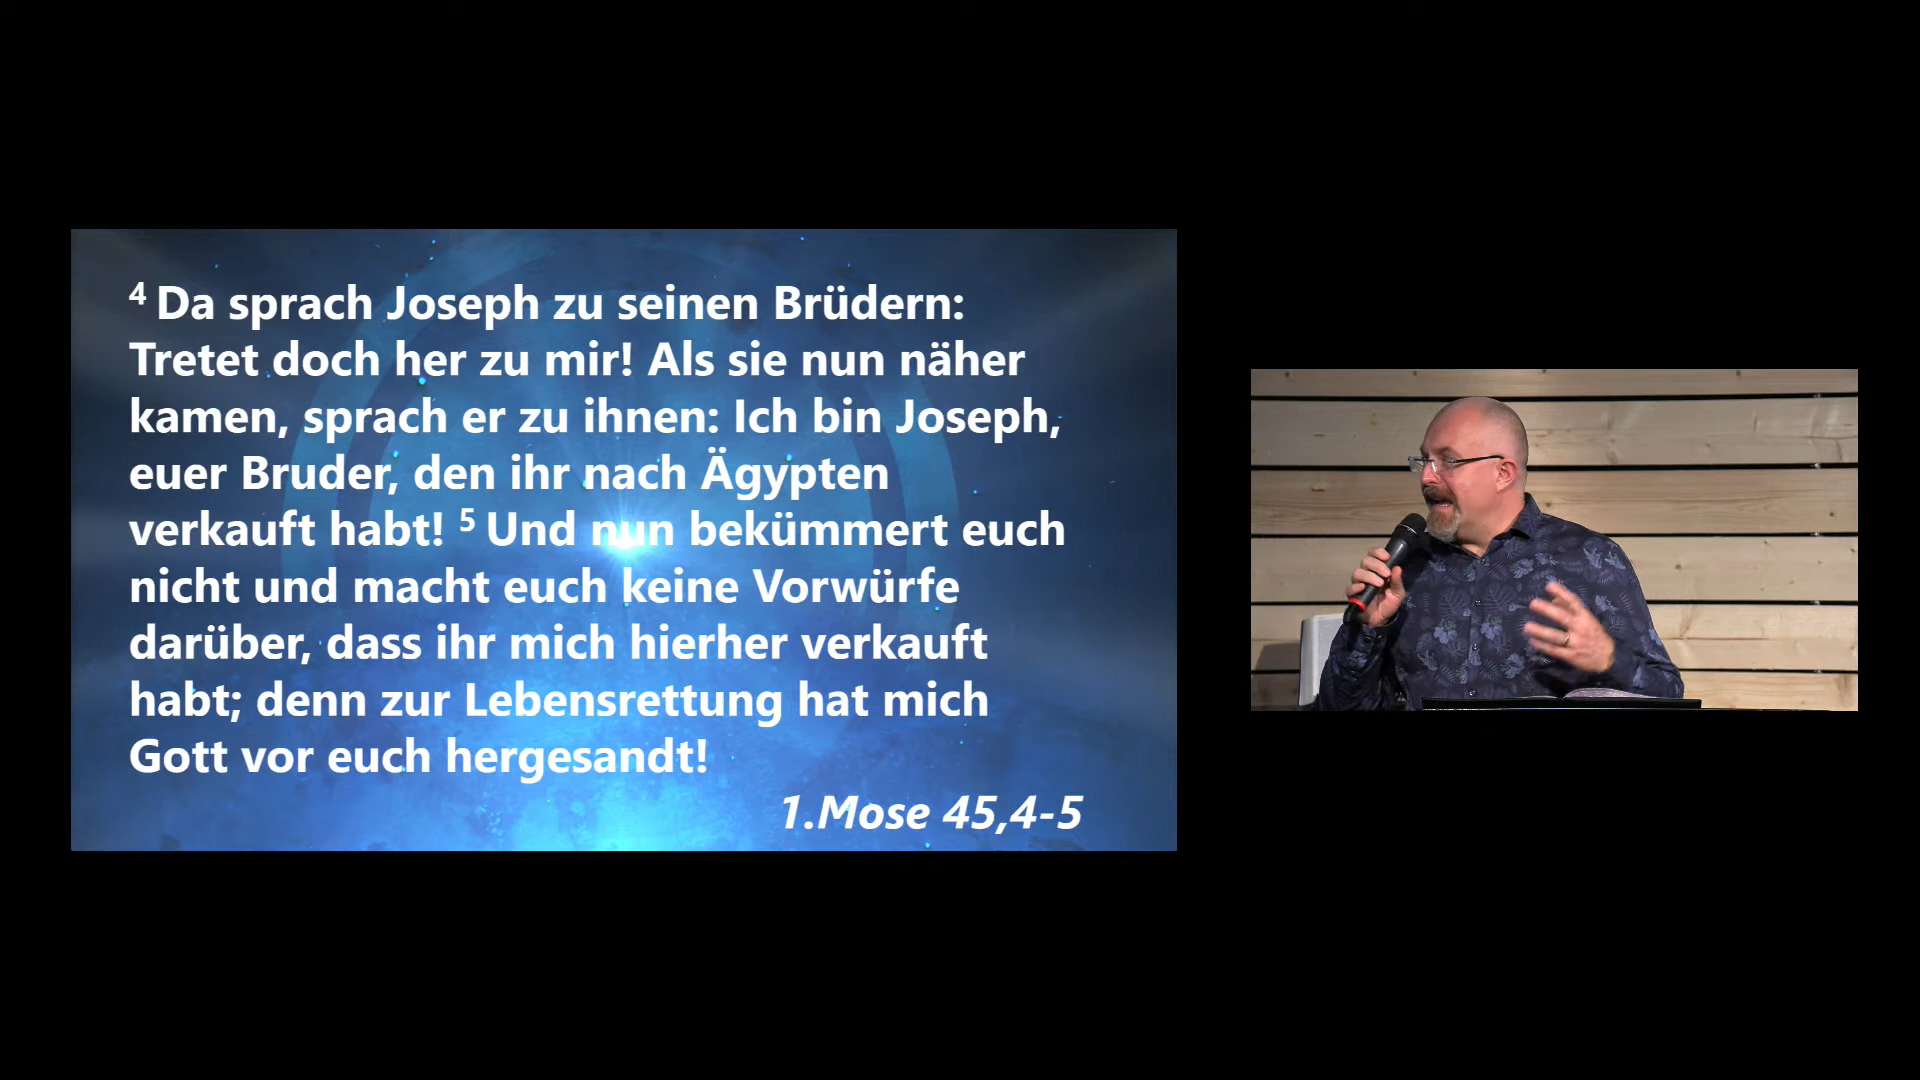 4 Da sprach Joseph zu seinen Brüdern:
Tretet doch her zu mir! Als sie nun näher
kamen, sprach er zu ihnen: Ich bin Joseph,
euer Bruder, den ihr nach Ägypten
verkauft habt! 5 Und nun bekümmert euch
nicht und macht euch keine Vorwürfe
darüber, dass ihr mich hierher verkauft
habt; denn zur Lebensrettung hat mich
Gott vor euch hergesandt!
1.Mose 45,4-5